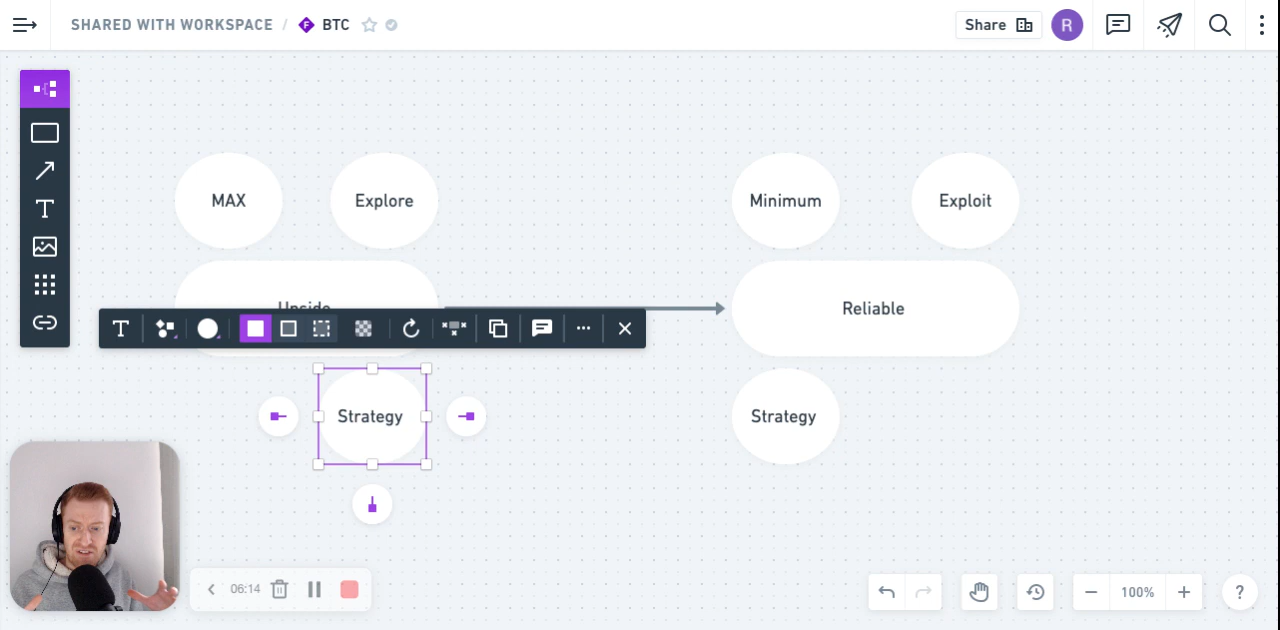 SHARED WITH WORKSPACE / BTC
Share
R
T
MAX
Explore
Minimum
Exploit
Upside
Reliable
T
Strategy
Strategy
06:14
100%
?